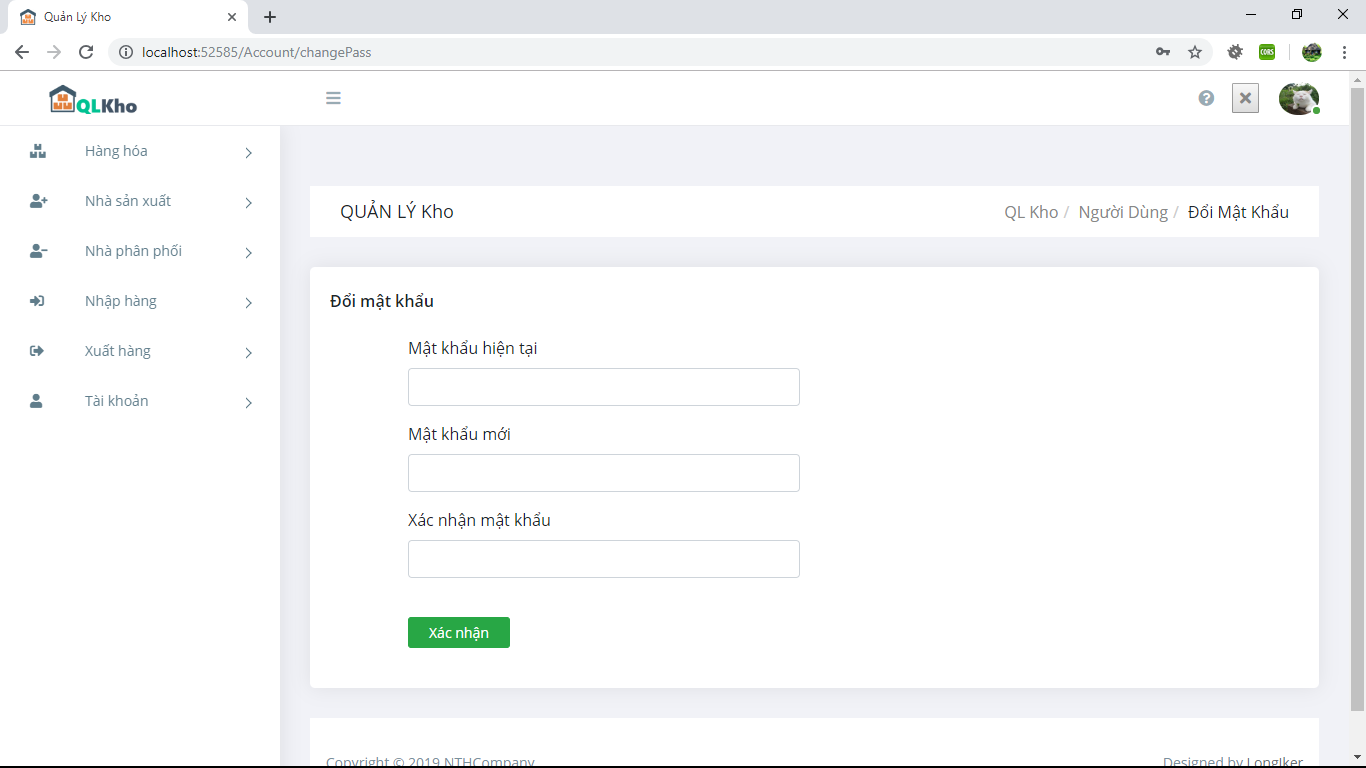 Quản Lý Kho
localhost:52585/Account/changePass
CORS
QLKho
Hàng hóa
Nhà sản xuất
Nhà phân phối
Nhập hàng
Xuất hàng
Tài khoản
QUẢN LÝ Kho
QL Kho / Người Dùng / Đổi Mật Khẩu
Đổi mật khẩu
Mật khẩu hiện tại
Mật khẩu mới
Xác nhận mật khẩu
Xác nhận
Copyright © 2019 NTHCompany
Designed by Longlker